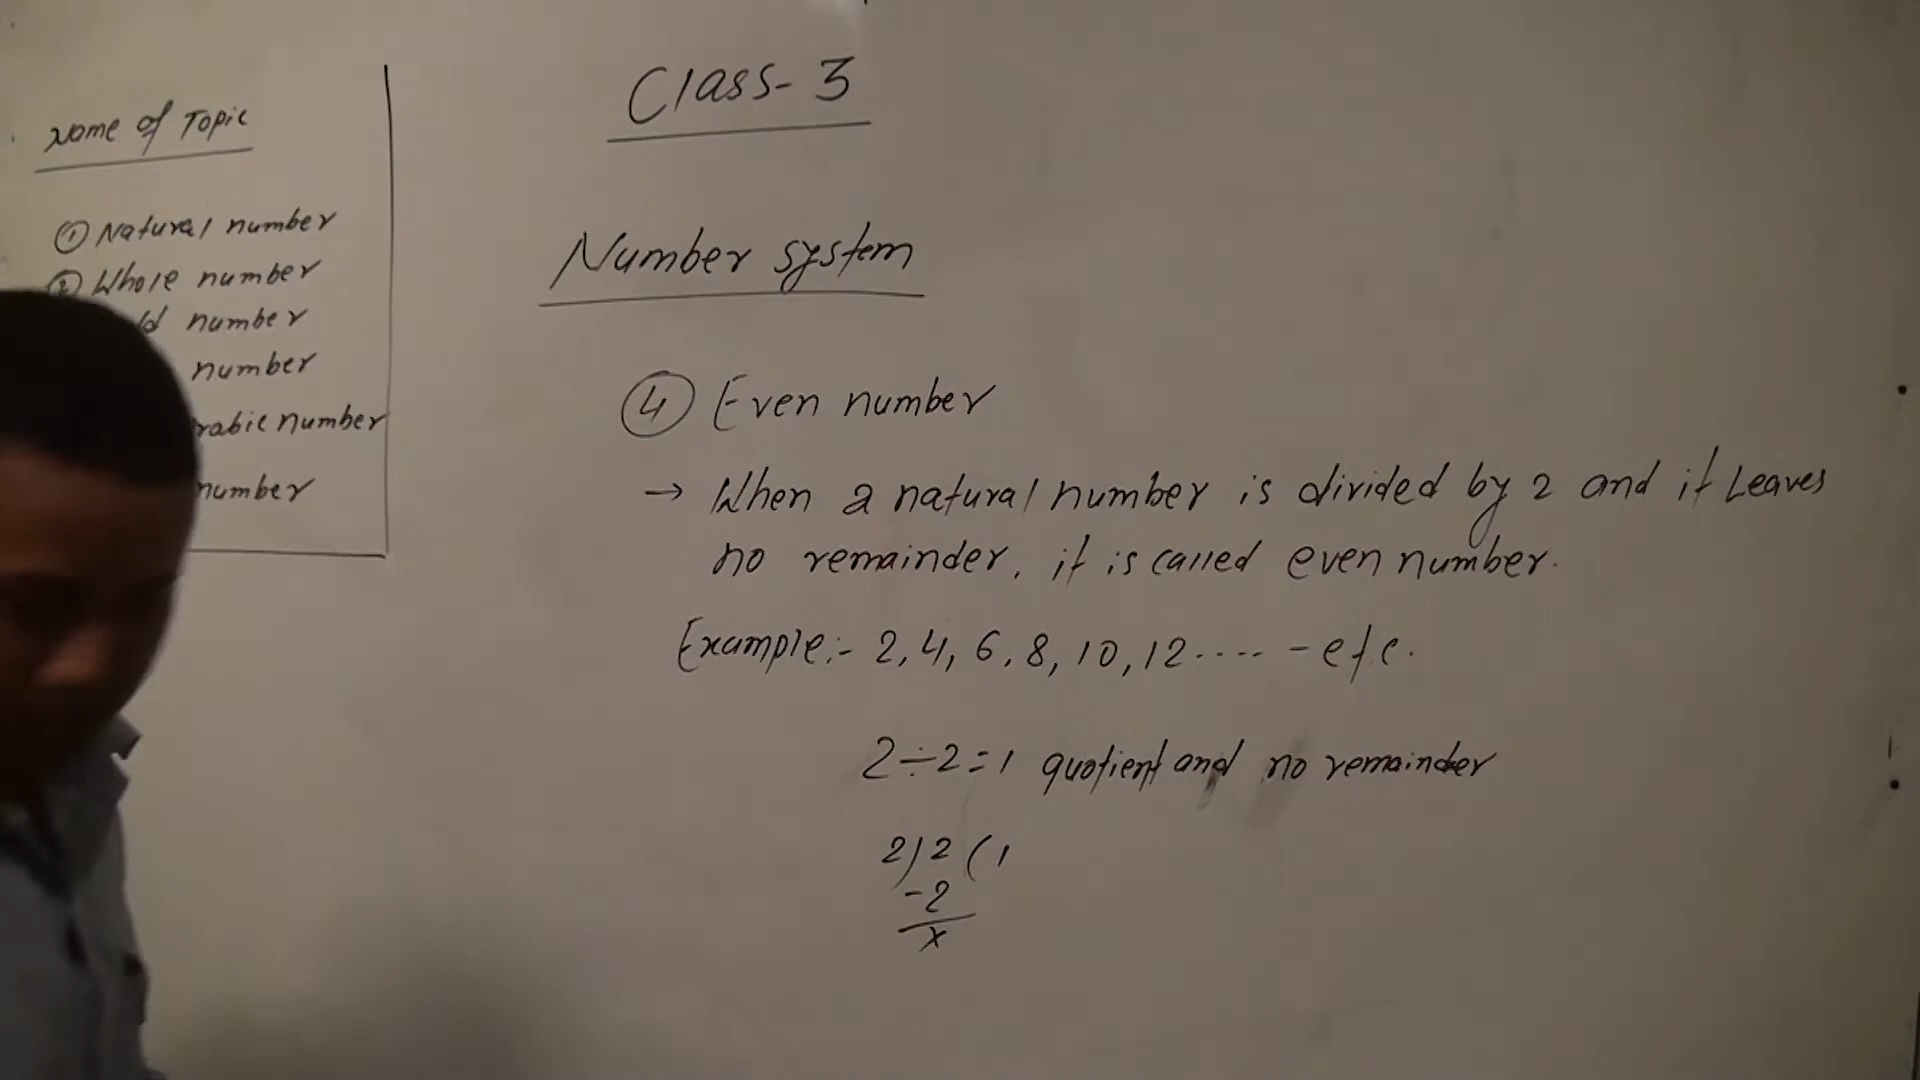 Name of Topic
① Natural number
② Whole number
number
number
number
number
Class-3
Number system
④ Even number
→ When a natural number is divided by 2 and it Leaves
no remainder, it is called even number.
Example:- 2, 4, 6, 8, 10, 12..... - etc.
2÷2=1 quotient and no remainder
2)2(1
-2
x